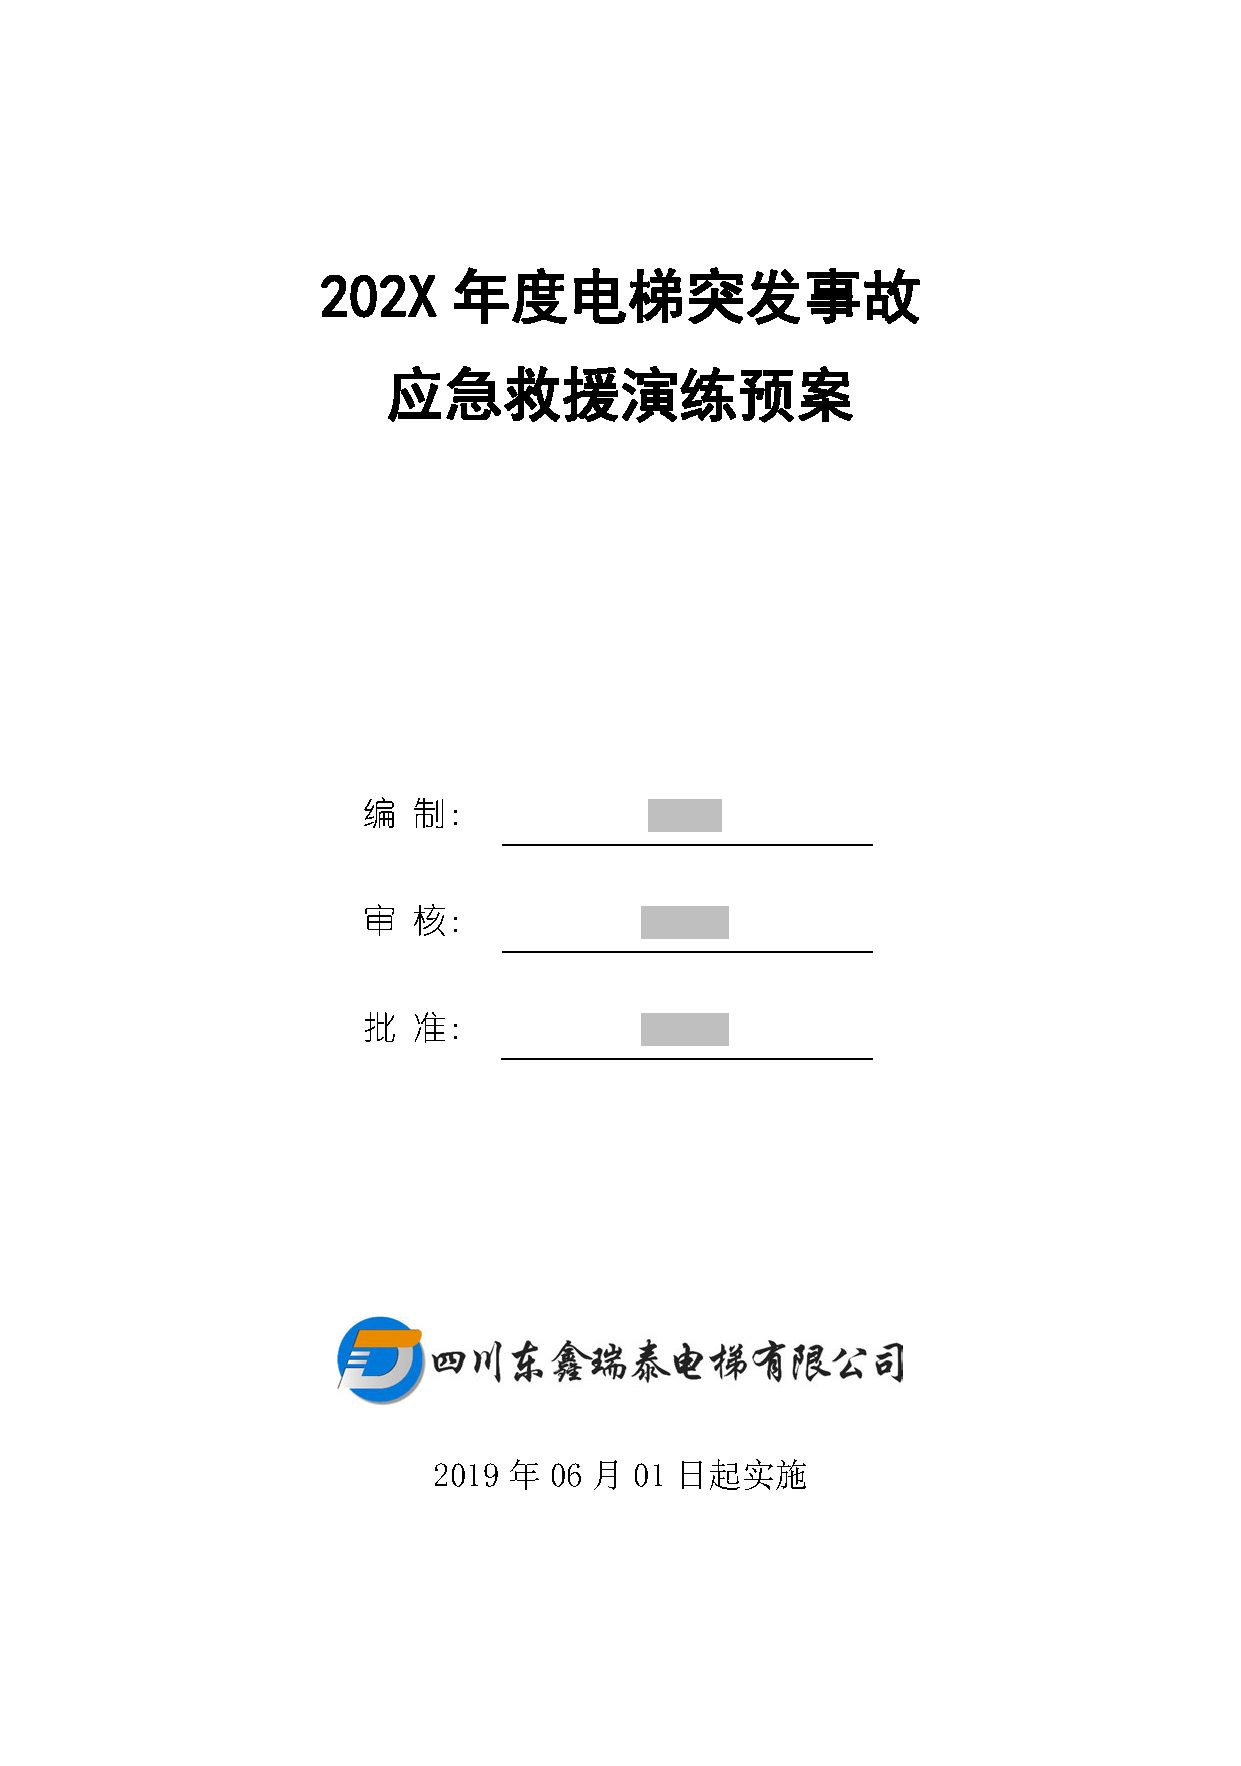 202X 年度电梯突发事故
应急救援演练预案
编 制:
审 核:
批 准:
四川东鑫瑞泰电梯有限公司
2019 年 06 月 01 日起实施